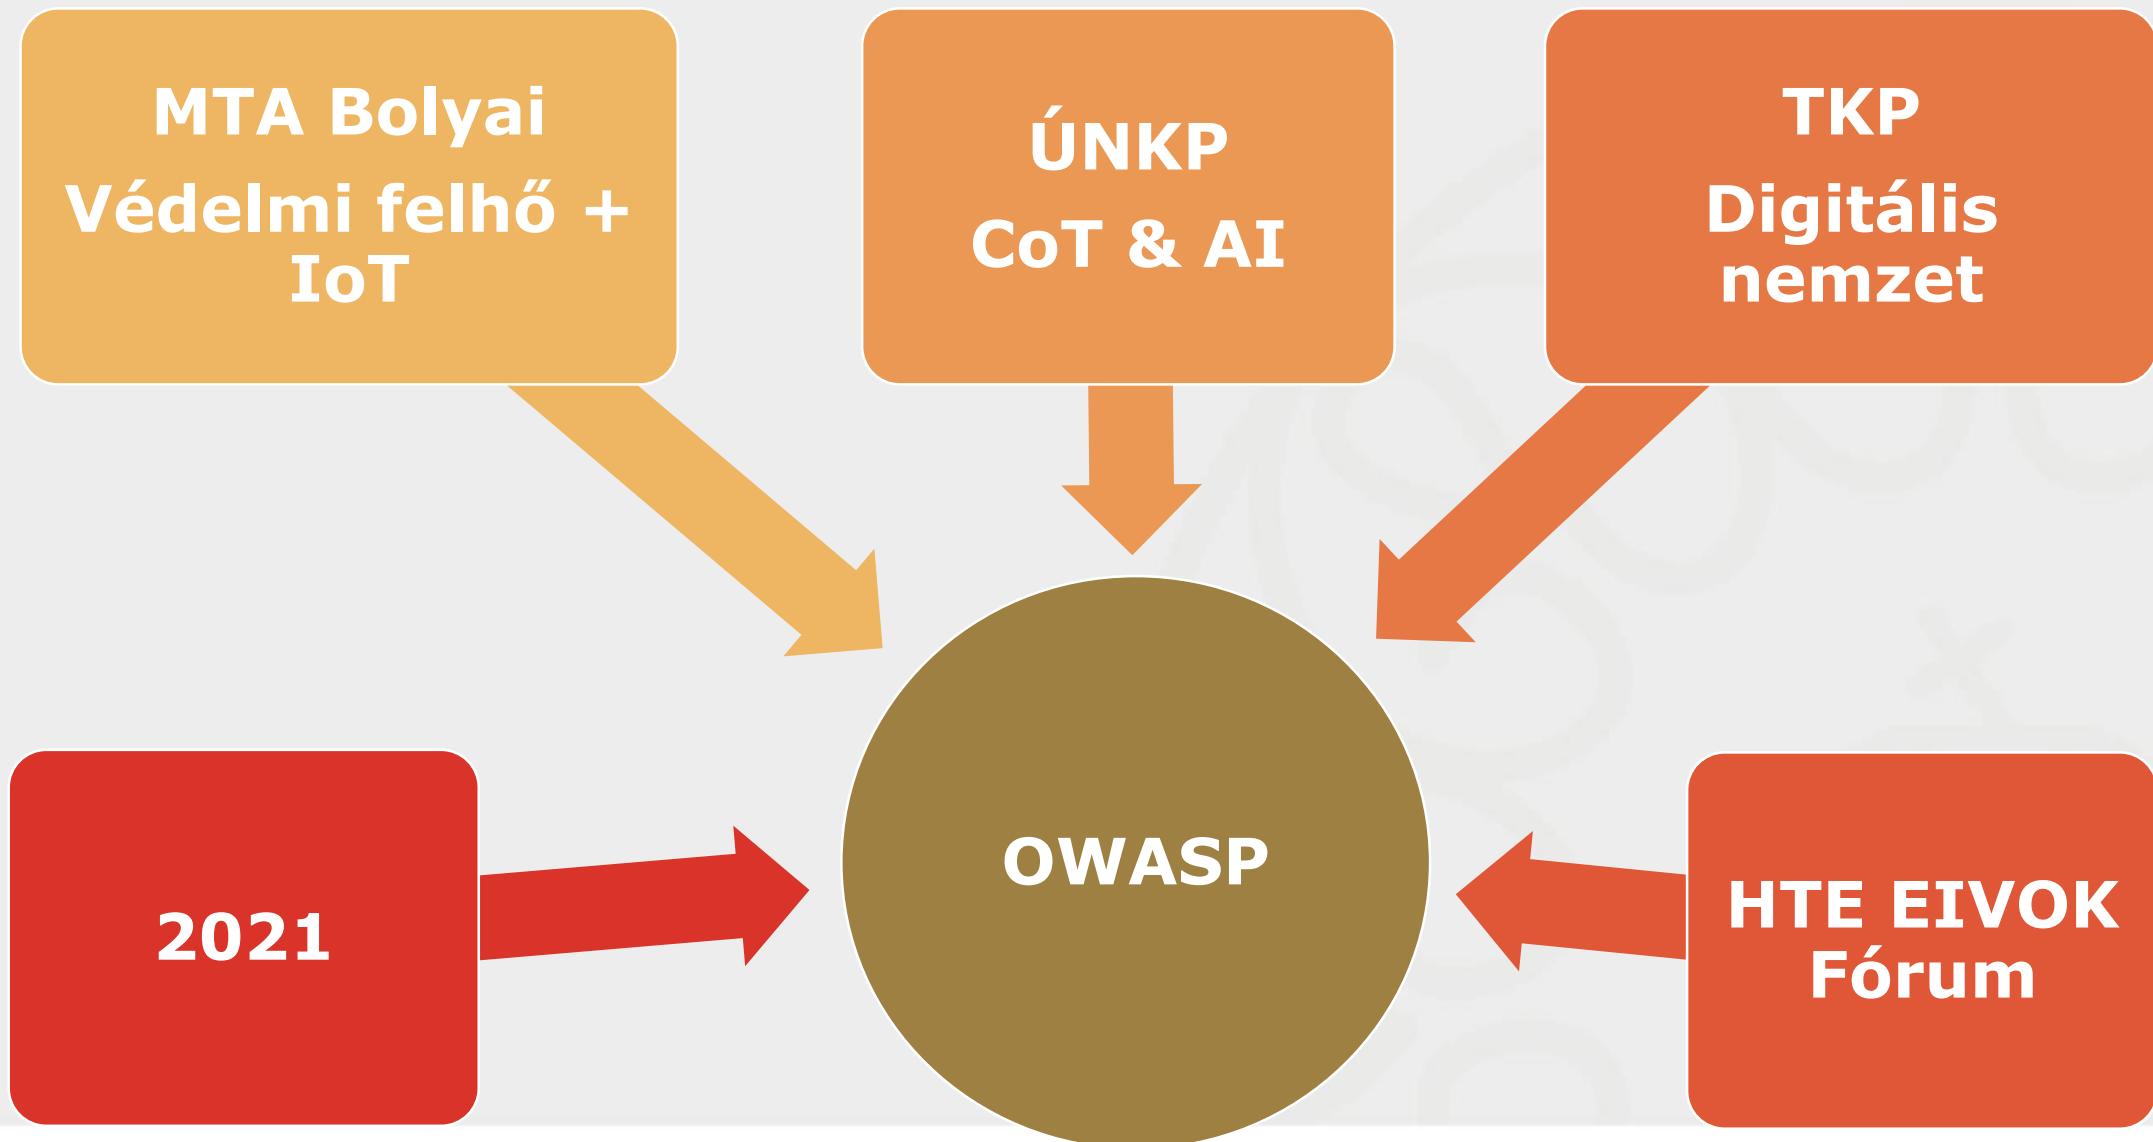 MTA Bolyai
Védelmi felhő +
IoT
ÚNKP
CoT & AI
TKP
Digitális
nemzet
2021
OWASP
HTE EIVOK
Fórum